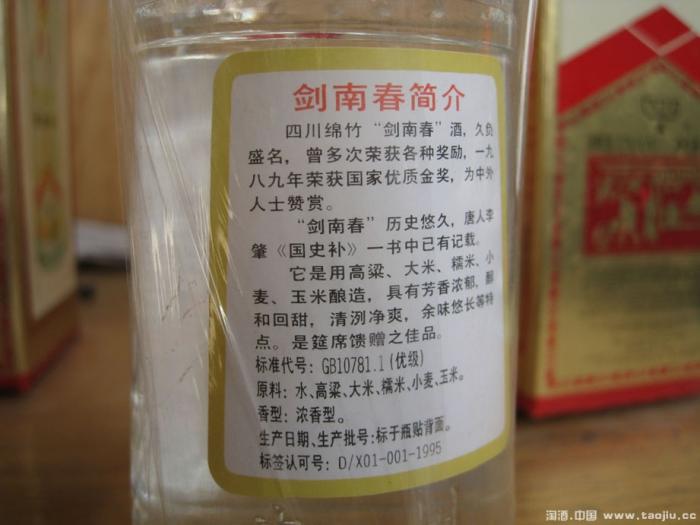 剑南春简介
四川绵竹“剑南春”酒，久负
盛名，曾多次荣获各种奖励，一九
八九年荣获国家优质金奖，为中外
人士赞赏。
“剑南春”历史悠久，唐人李
肇《国史补》一书中已有记载。
它是用高粱、大米、糯米、小
麦、玉米酿造，具有芳香浓郁，醇
和回甜，清洌净爽，余味悠长等特
点。是筵席馈赠之佳品。
标准代号：GB10781.1(优级)
原料：水、高粱、大米、糯米、小麦、玉米。
香型：浓香型。
生产日期、生产批号：标于瓶贴背面。
标签认可号：D/X01-001-1995
淘酒.中国 www.taojiu.cc